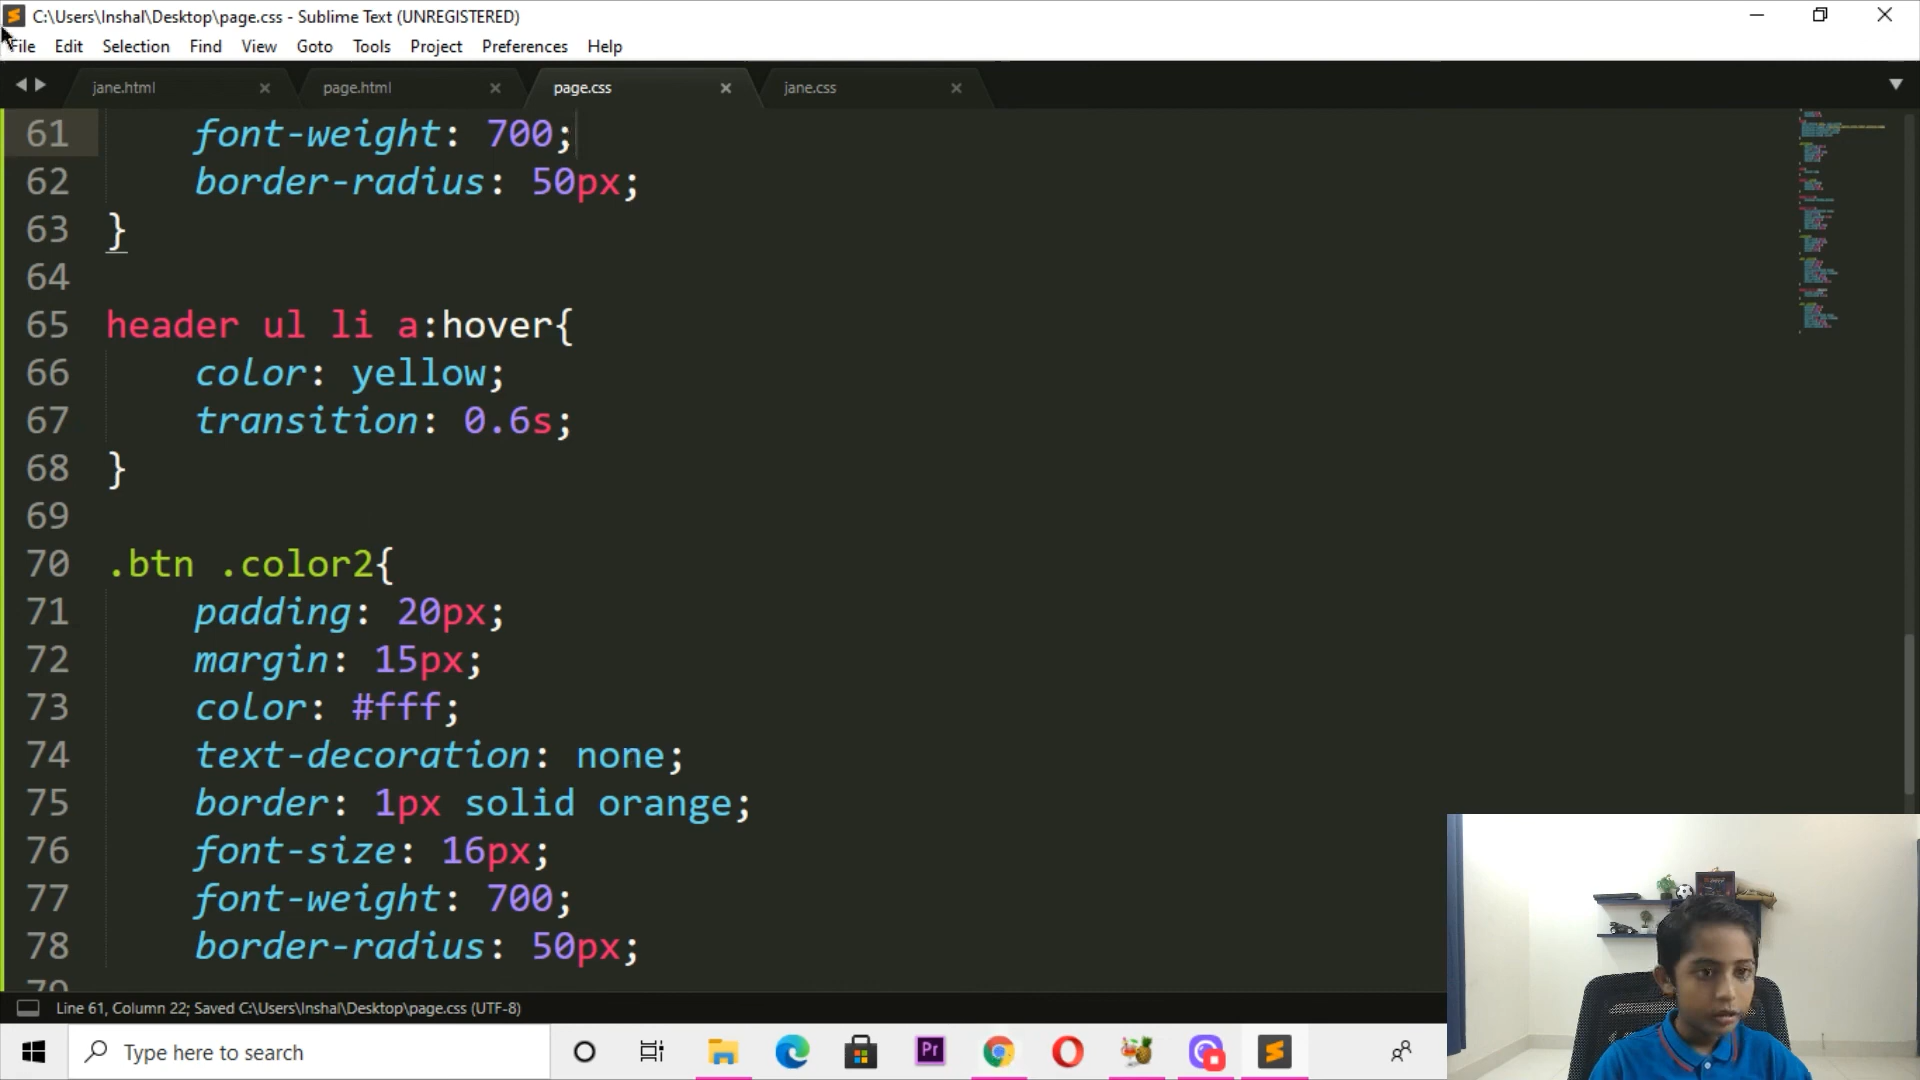 C:\Users\Inshal\Desktop\page.css - Sublime Text (UNREGISTERED)
File Edit Selection Find View Goto Tools Project Preferences Help
jane.html × page.html × page.css × jane.css ×
61 font-weight: 700;
62 border-radius: 50px;
63 }
64
65 header ul li a:hover{
66 color: yellow;
67 transition: 0.6s;
68 }
69
70 .btn .color2{
71 padding: 20px;
72 margin: 15px;
73 color: #fff;
74 text-decoration: none;
75 border: 1px solid orange;
76 font-size: 16px;
77 font-weight: 700;
78 border-radius: 50px;
79
Line 61, Column 22; Saved C:\Users\Inshal\Desktop\page.css (UTF-8)
Type here to search
Pr